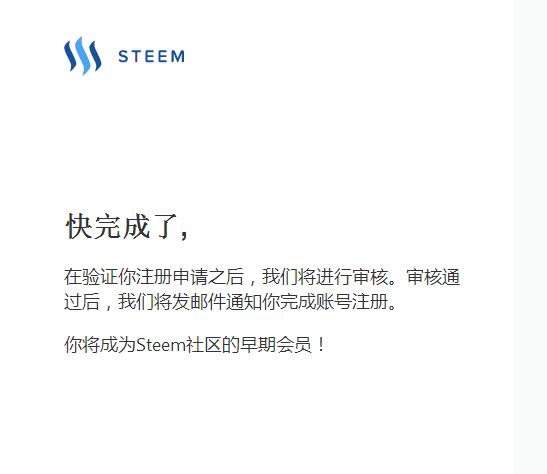 STEEM
快完成了,
在验证你注册申请之后，我们将进行审核。审核通
过后，我们将发邮件通知你完成账号注册。
你将成为Steem社区的早期会员！